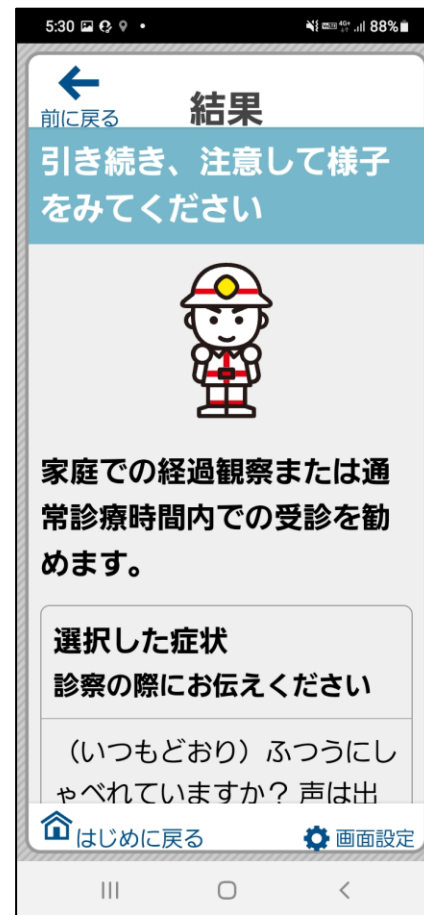 5:30
4G+
88%
前に戻る
結果
引き続き、注意して様子
をみてください
家庭での経過観察または通
常診療時間内での受診を勧
めます。
選択した症状
診察の際にお伝えください
（いつもどおり）ふつうにし
ゃべれていますか？ 声は出
はじめに戻る
画面設定